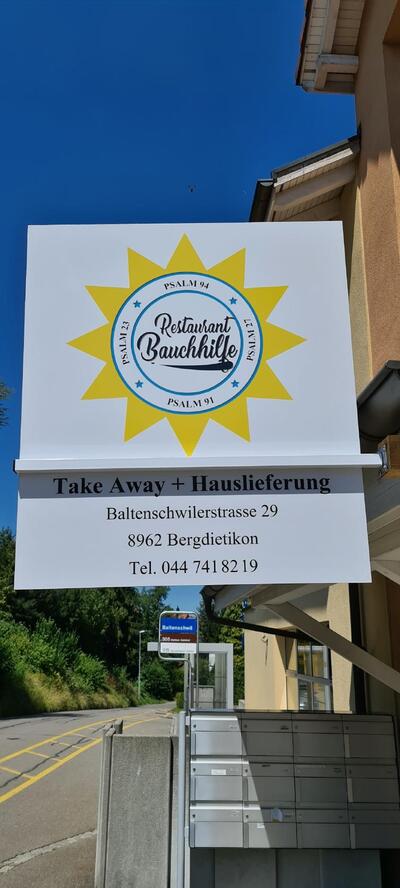 PSALM 94
PSALM 23
PSALM 27
Restaurant
Bauchhilfe
PSALM 91
Take Away + Hauslieferung
Baltenschwilerstrasse 29
8962 Bergdietikon
Tel. 044 741 82 19
Baltenschwil
305